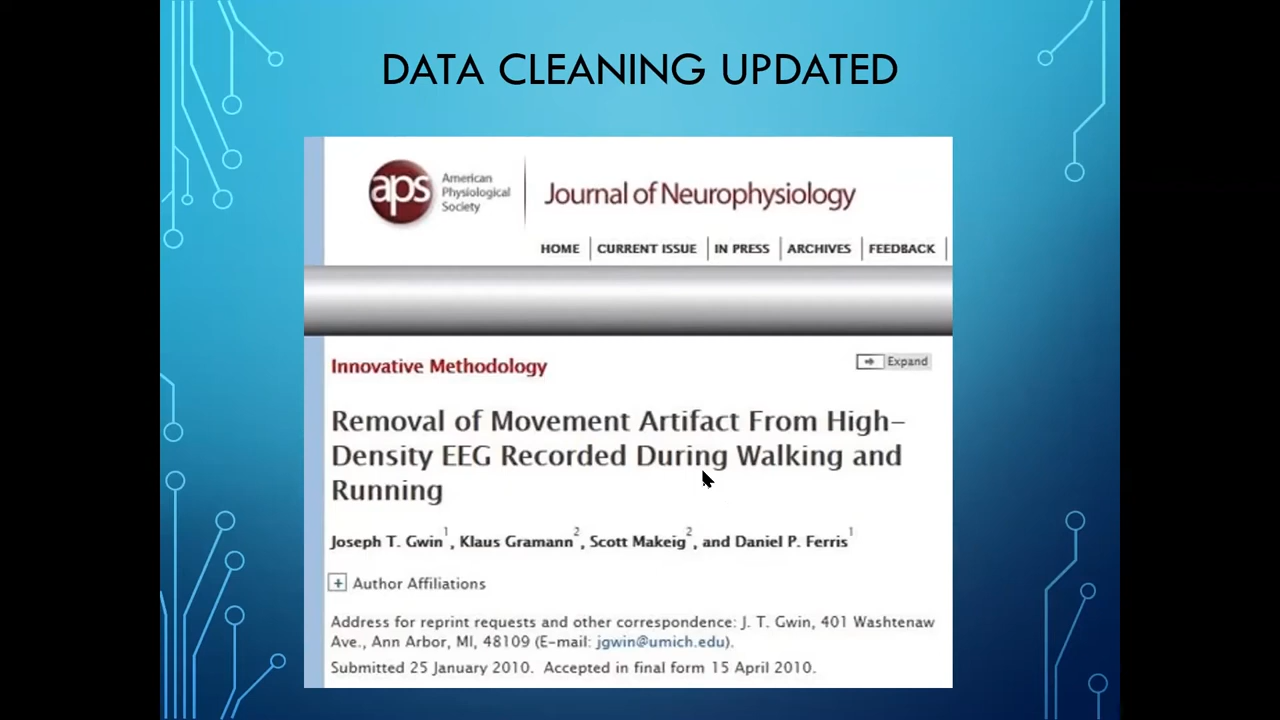 DATA CLEANING UPDATED
aps
American
Physiological
Society
Journal of Neurophysiology
HOME CURRENT ISSUE IN PRESS ARCHIVES FEEDBACK
Innovative Methodology
Expand
Removal of Movement Artifact From High–
Density EEG Recorded During Walking and
Running
Joseph T. Gwin1, Klaus Gramann2, Scott Makeig2, and Daniel P. Ferris1
+ Author Affiliations
Address for reprint requests and other correspondence: J. T. Gwin, 401 Washtenaw
Ave., Ann Arbor, MI, 48109 (E-mail: jgwin@umich.edu).
Submitted 25 January 2010. Accepted in final form 15 April 2010.